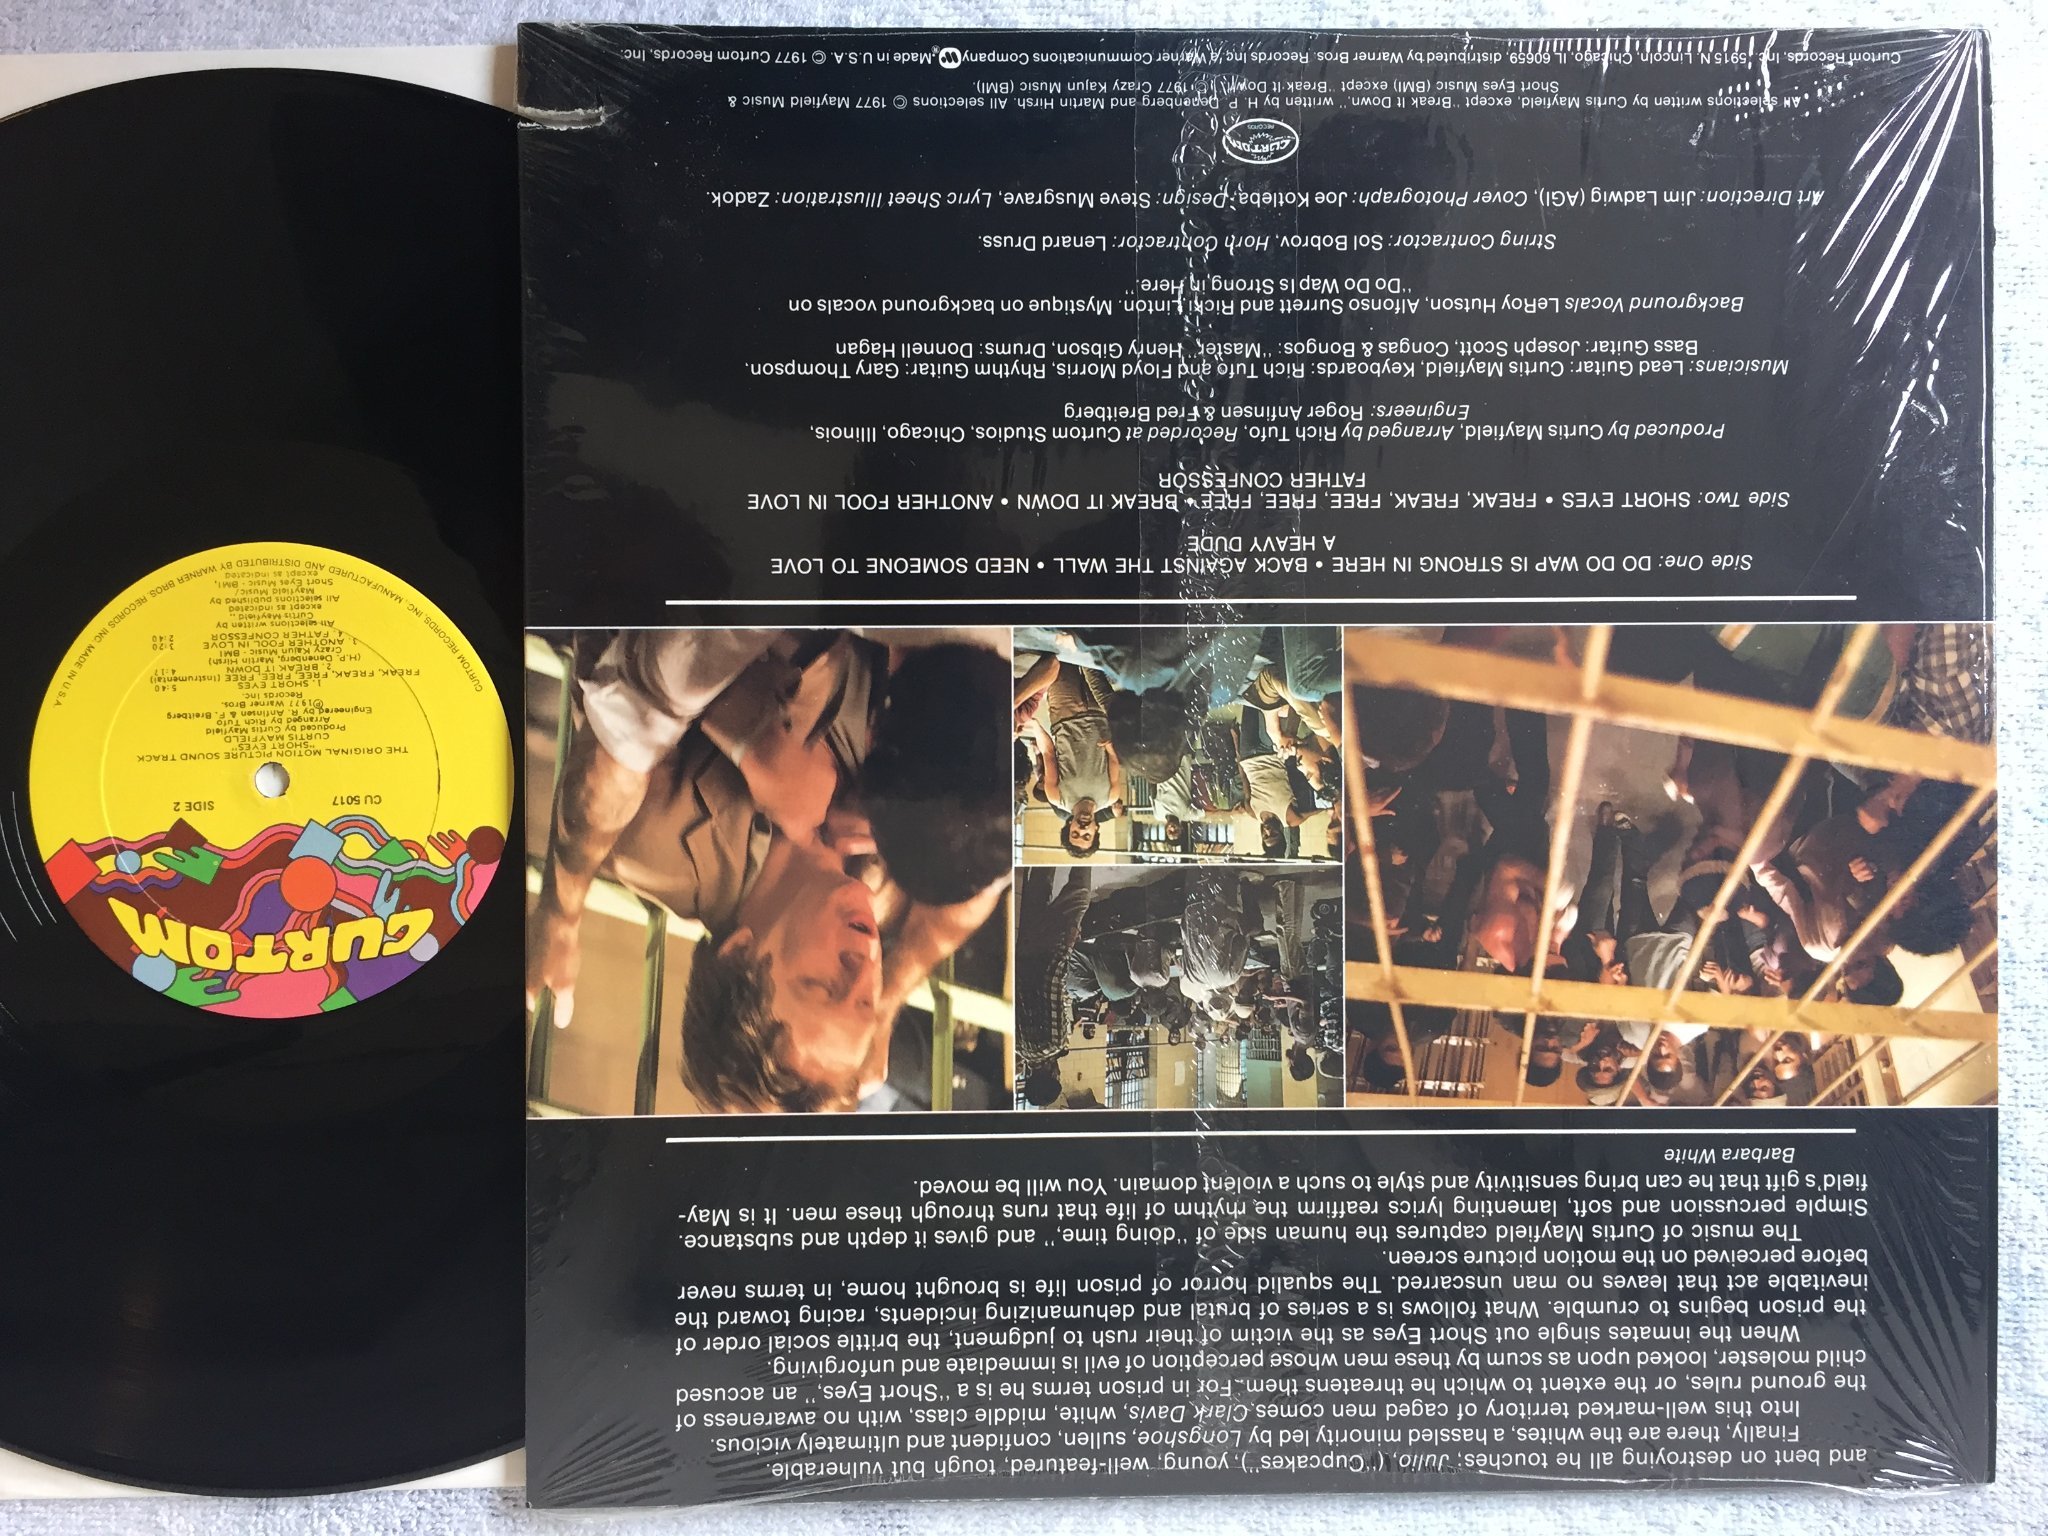 and bent on destroying all he touches; Julio, (“Cupcakes”), young, well-featured, tough but vulnerable.
Finally, there are the whites, a hassled minority led by Longshoe, sullen, confident and ultimately vicious.
Into this well-marked territory of caged men comes Clark Davis, white, middle class, with no awareness of
the ground rules, or the extent to which he threatens them. For in prison terms he is a “Short Eyes,” an accused
child molester, looked upon as scum by these men whose perception of evil is immediate and unforgiving.
When the inmates single out Short Eyes as the victim of their rush to judgment, the brittle social order of
the prison begins to crumble. What follows is a series of brutal and dehumanizing incidents, racing toward the
inevitable act that leaves no man unscarred. The squalid horror of prison life is brought home, in terms never
before perceived on the motion picture screen.
The music of Curtis Mayfield captures the human side of “doing time,” and gives it depth and substance.
Simple percussion and soft, lamenting lyrics reaffirm the rhythm of life that runs through these men. It is May-
field’s gift that he can bring sensitivity and style to such a violent domain. You will be moved.
Barbara White
Side One: DO DO WAP IS STRONG IN HERE • BACK AGAINST THE WALL • NEED SOMEONE TO LOVE
A HEAVY DUDE
Side Two: SHORT EYES • FREAK, FREAK, FREE, FREE, FREE • BREAK IT DOWN • ANOTHER FOOL IN LOVE
FATHER CONFESSOR
Produced by Curtis Mayfield, Arranged by Rich Tufo, Recorded at Curtom Studios, Chicago, Illinois,
Engineers: Roger Anfinsen & Fred Breitberg
Musicians: Lead Guitar: Curtis Mayfield, Keyboards: Rich Tufo and Floyd Morris, Rhythm Guitar: Gary Thompson,
Bass Guitar: Joseph Scott, Congas & Bongos: “Master” Henry Gibson, Drums: Donnell Hagan
Background Vocals LeRoy Hutson, Alfonso Surrett and Ricki Linton. Mystique on background vocals on
“Do Do Wap Is Strong in Here.”
String Contractor: Sol Bobrov, Horn Contractor: Lenard Druss.
Art Direction: Jim Ladwig (AGI), Cover Photograph: Joe Kotleba, Design: Steve Musgrave, Lyric Sheet Illustration: Zadok.
CURTOM
RECORDS
All selections written by Curtis Mayfield, except “Break It Down,” written by H. P. Denenberg and Martin Hirsh. All selections © 1977 Mayfield Music &
Short Eyes Music (BMI) except “Break It Down” © 1977 Crazy Kajun Music (BMI).
Curtom Records, Inc. 5915 N. Lincoln, Chicago, IL 60659, distributed by Warner Bros. Records Inc., a Warner Communications Company. Made in U.S.A. © 1977 Curtom Records, Inc.
CURTOM
CU 5017
SIDE 2
THE ORIGINAL MOTION PICTURE SOUND TRACK
"SHORT EYES"
CURTIS MAYFIELD
Produced by Curtis Mayfield
Arranged by Rich Tufo
Engineered by R. Anfinsen & F. Breitberg
℗1977 Warner Bros.
Records Inc.
1. SHORT EYES 5:40
FREAK, FREAK, FREE, FREE, FREE (Instrumental)
2. BREAK IT DOWN 4:17
(H.P. Denenberg, Martin Hirsh)
Crazy Kajun Music - BMI
3. ANOTHER FOOL IN LOVE 3:20
4. FATHER CONFESSOR 2:40
All selections written by
Curtis Mayfield,
except as indicated
All selections published by
Mayfield Music/
Short Eyes Music - BMI,
except as indicated
CURTOM RECORDS, INC., MANUFACTURED AND DISTRIBUTED BY WARNER BROS. RECORDS INC. MADE IN U.S.A.